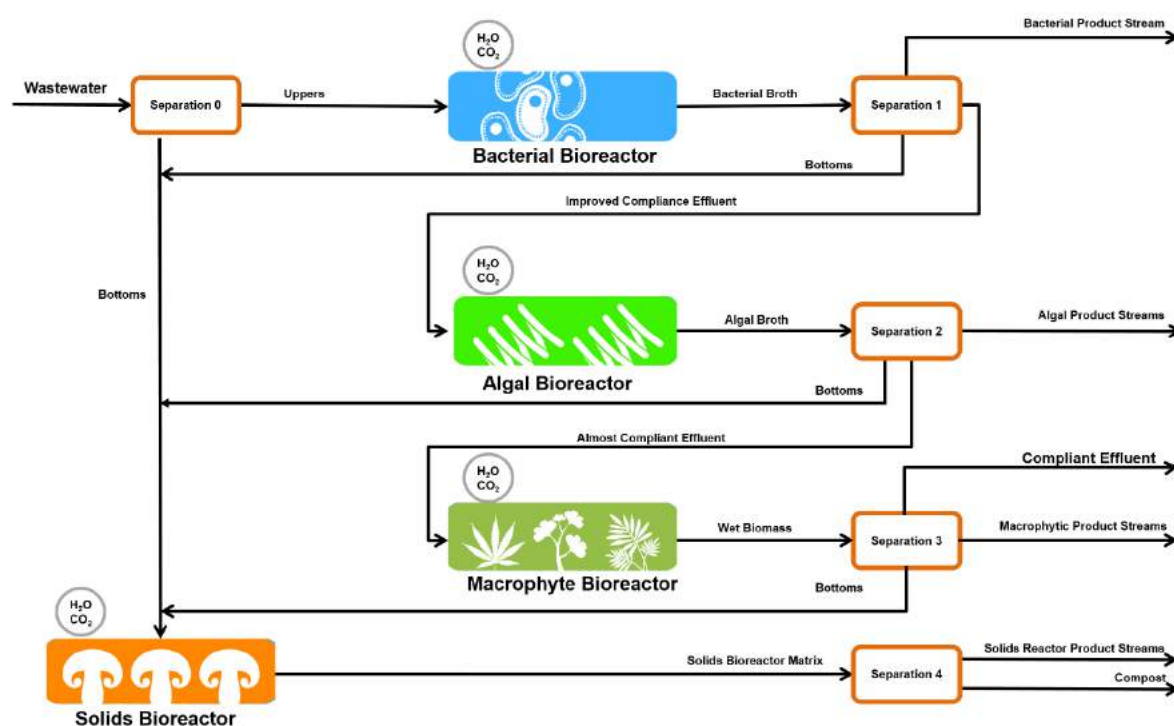 Bacterial Product Stream
H₂O
CO₂
Wastewater
Separation 0
Uppers
Bacterial Broth
Separation 1
Bacterial Bioreactor
Bottoms
Improved Compliance Effluent
H₂O
CO₂
Bottoms
Algal Broth
Separation 2
Algal Product Streams
Algal Bioreactor
Bottoms
Almost Compliant Effluent
H₂O
CO₂
Compliant Effluent
Wet Biomass
Separation 3
Macrophytic Product Streams
Macrophyte Bioreactor
Bottoms
H₂O
CO₂
Solids Bioreactor Matrix
Separation 4
Solids Reactor Product Streams
Compost
Solids Bioreactor